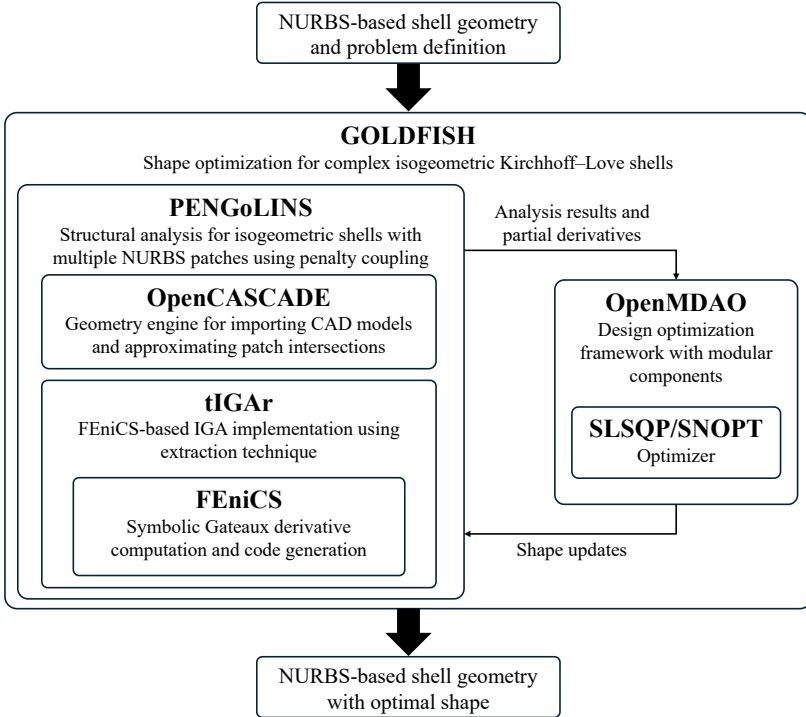 NURBS-based shell geometry
and problem definition
GOLDFISH
Shape optimization for complex isogeometric Kirchhoff–Love shells
PENGoLINS
Structural analysis for isogeometric shells with
multiple NURBS patches using penalty coupling
OpenCASCADE
Geometry engine for importing CAD models
and approximating patch intersections
tIGAr
FEniCS-based IGA implementation using
extraction technique
FEniCS
Symbolic Gateaux derivative
computation and code generation
Analysis results and
partial derivatives
OpenMDAO
Design optimization
framework with modular
components
SLSQP/SNOPT
Optimizer
Shape updates
NURBS-based shell geometry
with optimal shape